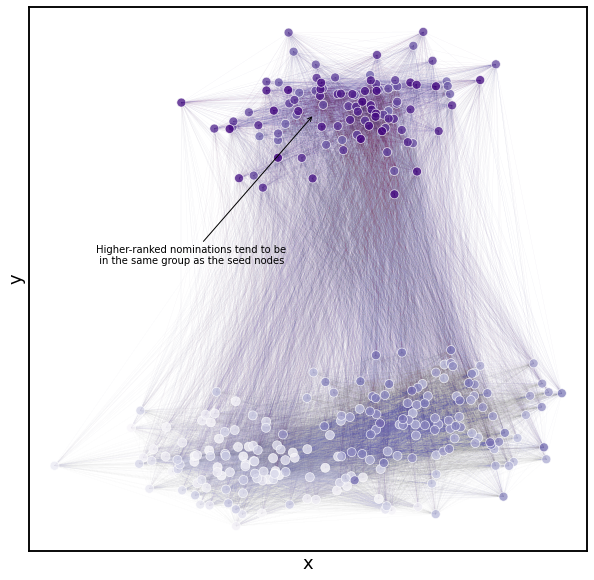 y
Higher-ranked nominations tend to be
in the same group as the seed nodes
x